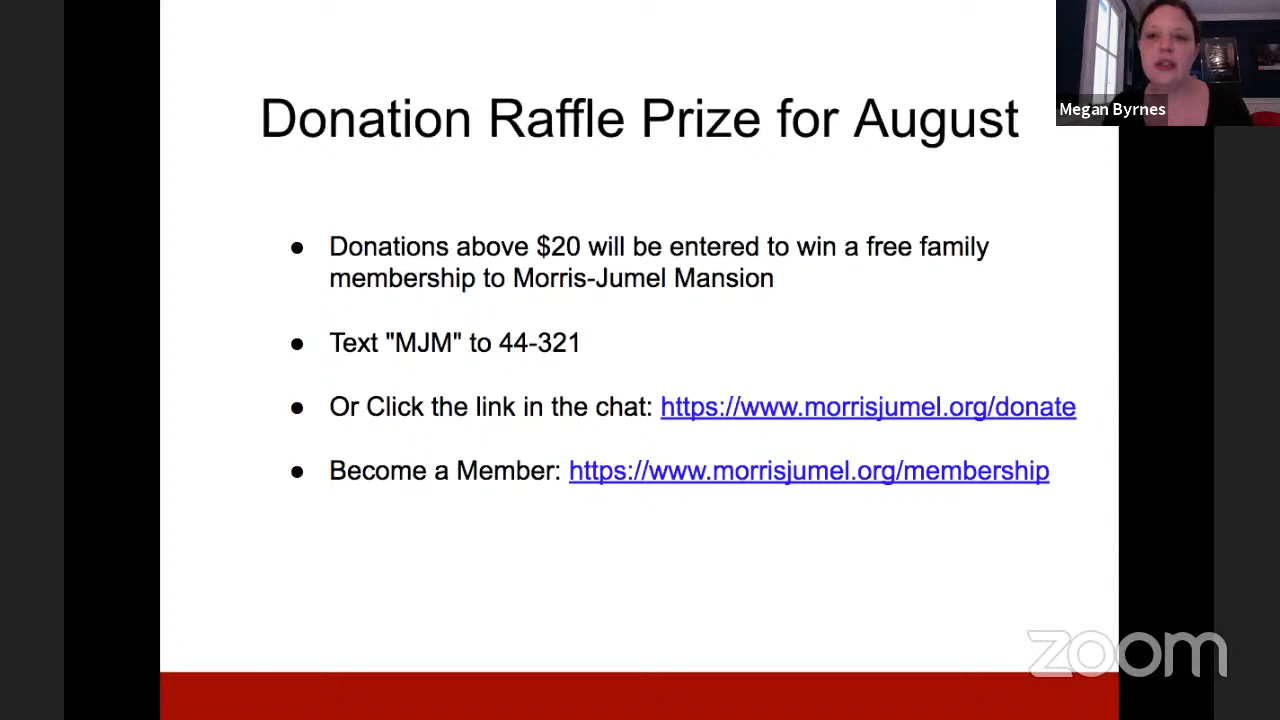 Donation Raffle Prize for August
Megan Byrnes
● Donations above $20 will be entered to win a free family
membership to Morris-Jumel Mansion
● Text "MJM" to 44-321
● Or Click the link in the chat: https://www.morrisjumel.org/donate
● Become a Member: https://www.morrisjumel.org/membership
zoom